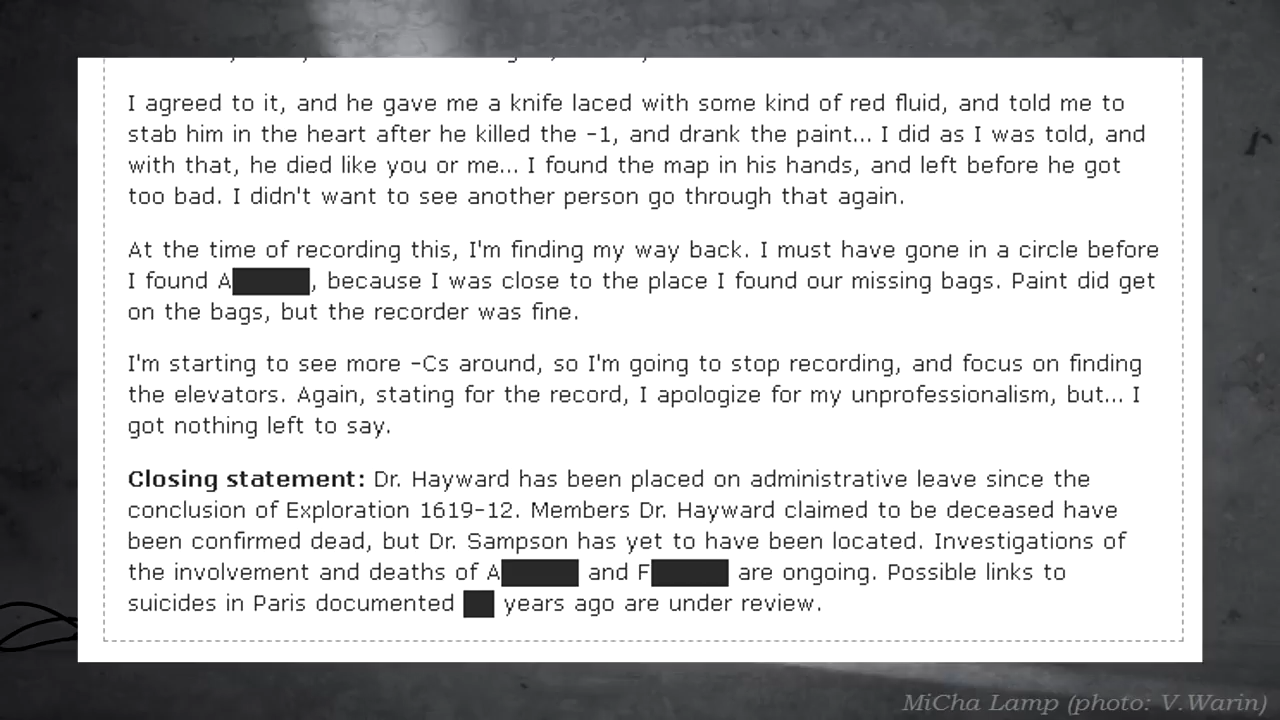 I agreed to it, and he gave me a knife laced with some kind of red fluid, and told me to
stab him in the heart after he killed the -1, and drank the paint... I did as I was told, and
with that, he died like you or me... I found the map in his hands, and left before he got
too bad. I didn't want to see another person go through that again.
At the time of recording this, I'm finding my way back. I must have gone in a circle before
I found A██████, because I was close to the place I found our missing bags. Paint did get
on the bags, but the recorder was fine.
I'm starting to see more -Cs around, so I'm going to stop recording, and focus on finding
the elevators. Again, stating for the record, I apologize for my unprofessionalism, but... I
got nothing left to say.
Closing statement: Dr. Hayward has been placed on administrative leave since the
conclusion of Exploration 1619-12. Members Dr. Hayward claimed to be deceased have
been confirmed dead, but Dr. Sampson has yet to have been located. Investigations of
the involvement and deaths of A██████ and F██████ are ongoing. Possible links to
suicides in Paris documented ██ years ago are under review.
MiCha Lamp (photo: V.Warin)